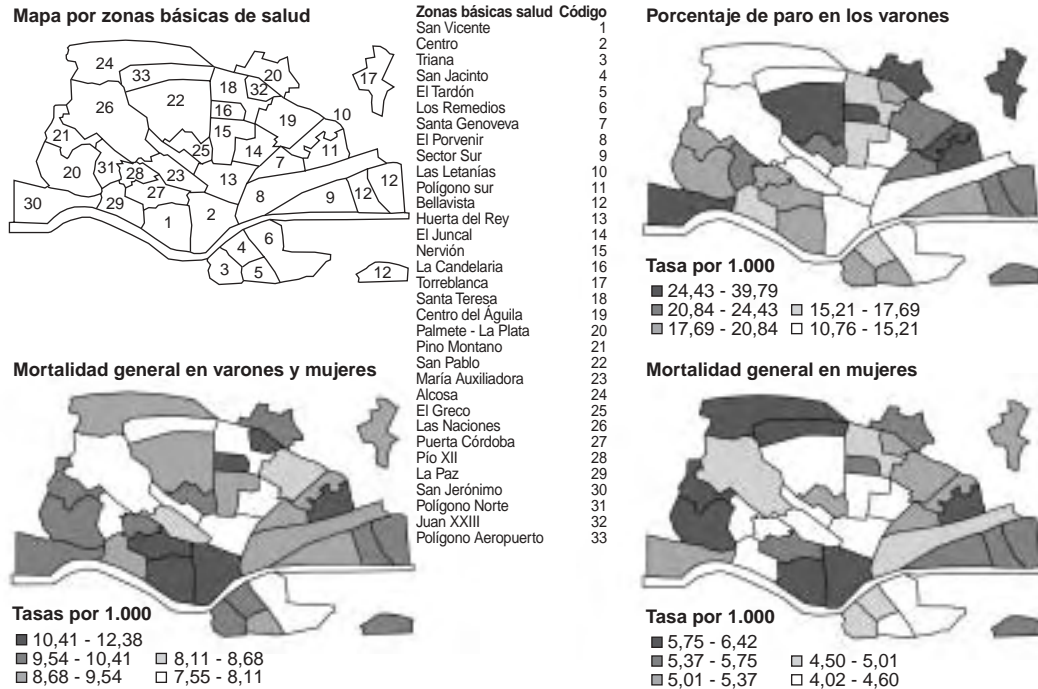 Mapa por zonas básicas de salud
24
33
22
26
18
20
32
16
15
19
17
10
21
20
31
28
25
23
27
14
7
11
13
30
29
1
2
8
9
12
12
3
4
5
6
12
Zonas básicas salud Código
San Vicente 1
Centro 2
Triana 3
San Jacinto 4
El Tardón 5
Los Remedios 6
Santa Genoveva 7
El Porvenir 8
Sector Sur 9
Las Letanías 10
Polígono sur 11
Bellavista 12
Huerta del Rey 13
El Juncal 14
Nervión 15
La Candelaria 16
Torreblanca 17
Santa Teresa 18
Centro del Águila 19
Palmete - La Plata 20
Pino Montano 21
San Pablo 22
María Auxiliadora 23
Alcosa 24
El Greco 25
Las Naciones 26
Puerta Córdoba 27
Pío XII 28
La Paz 29
San Jerónimo 30
Polígono Norte 31
Juan XXIII 32
Polígono Aeropuerto 33
Porcentaje de paro en los varones
Tasa por 1.000
24,43 - 39,79
20,84 - 24,43 15,21 - 17,69
17,69 - 20,84 10,76 - 15,21
Mortalidad general en varones y mujeres
Tasas por 1.000
10,41 - 12,38
9,54 - 10,41 8,11 - 8,68
8,68 - 9,54 7,55 - 8,11
Mortalidad general en mujeres
Tasa por 1.000
5,75 - 6,42
5,37 - 5,75 4,50 - 5,01
5,01 - 5,37 4,02 - 4,60